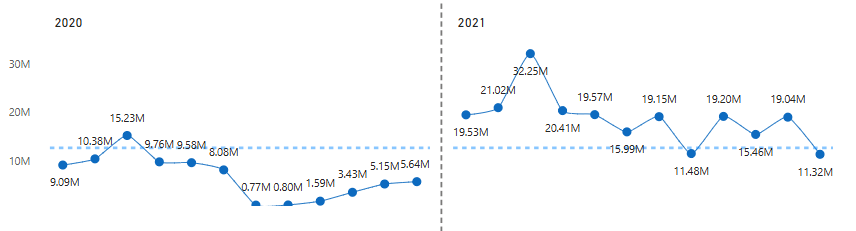 2020
2021
30M
20M
10M
9.09M
10.38M
15.23M
9.76M
9.58M
8.08M
0.77M
0.80M
1.59M
3.43M
5.15M
5.64M
19.53M
21.02M
32.25M
20.41M
19.57M
15.99M
19.15M
11.48M
19.20M
15.46M
19.04M
11.32M